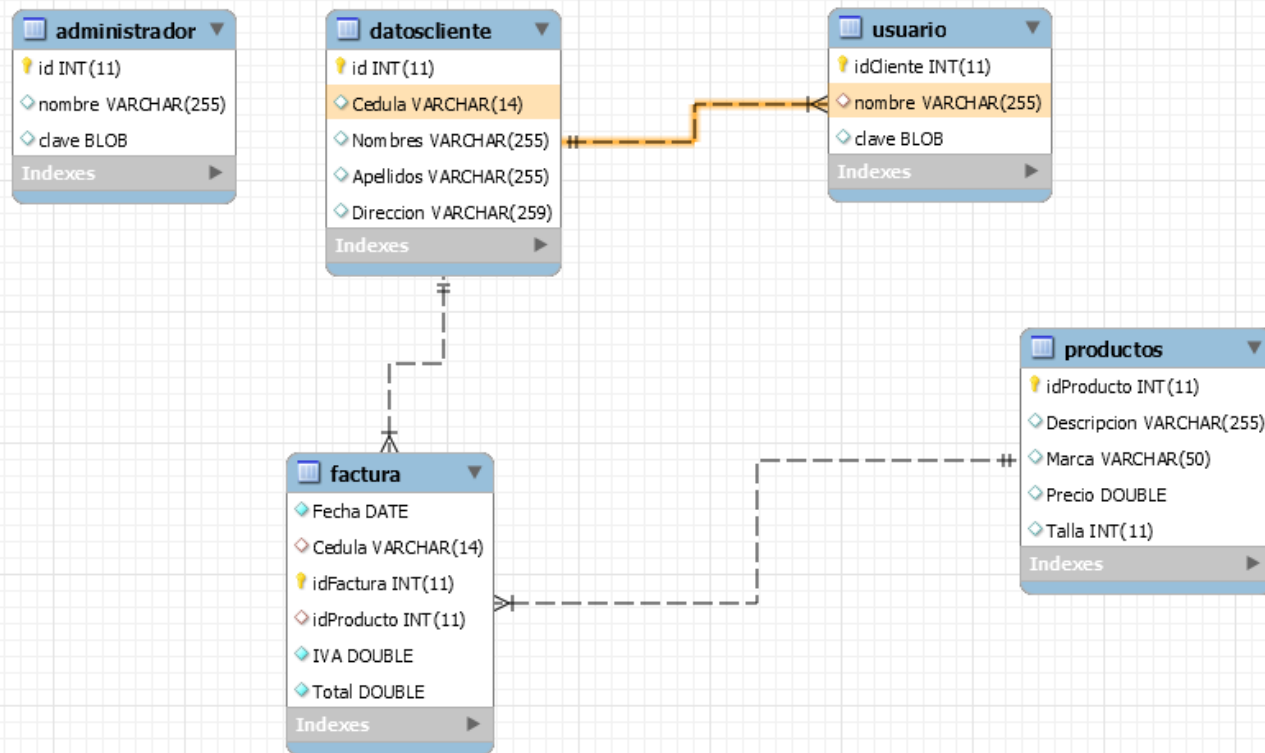 administrador
id INT(11)
nombre VARCHAR(255)
clave BLOB
Indexes
datoscliente
id INT(11)
Cedula VARCHAR(14)
Nombres VARCHAR(255)
Apellidos VARCHAR(255)
Direccion VARCHAR(259)
Indexes
usuario
idCliente INT(11)
nombre VARCHAR(255)
clave BLOB
Indexes
productos
idProducto INT(11)
Descripcion VARCHAR(255)
Marca VARCHAR(50)
Precio DOUBLE
Talla INT(11)
Indexes
factura
Fecha DATE
Cedula VARCHAR(14)
idFactura INT(11)
idProducto INT(11)
IVA DOUBLE
Total DOUBLE
Indexes